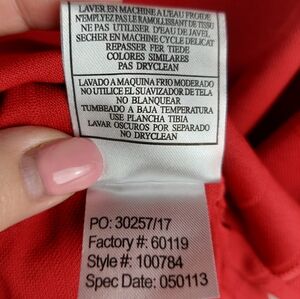 LAVER EN MACHINE A L'EAU FROIDE
N'EMPLYEZ PAS LE RAMOLLISSANT DE TISSU
NE PAS UTILISER D'EAU DE JAVEL
SECHER EN MACHINE CYCLE DELICAT
REPASSER FER TIEDE
COLORES SIMILARES
PAS DRYCLEAN
LAVADO A MAQUINA FRIO MODERADO
NO UTILICE EL SUAVIZADOR DE TELA
NO BLANQUEAR
TUMBEADO A BAJA TEMPERATURA
USE PLANCHA TIBIA
LAVAR OSCUROS POR SEPARADO
NO DRYCLEAN
PO: 30257/17
Factory #: 60119
Style #: 100784
Spec Date: 050113